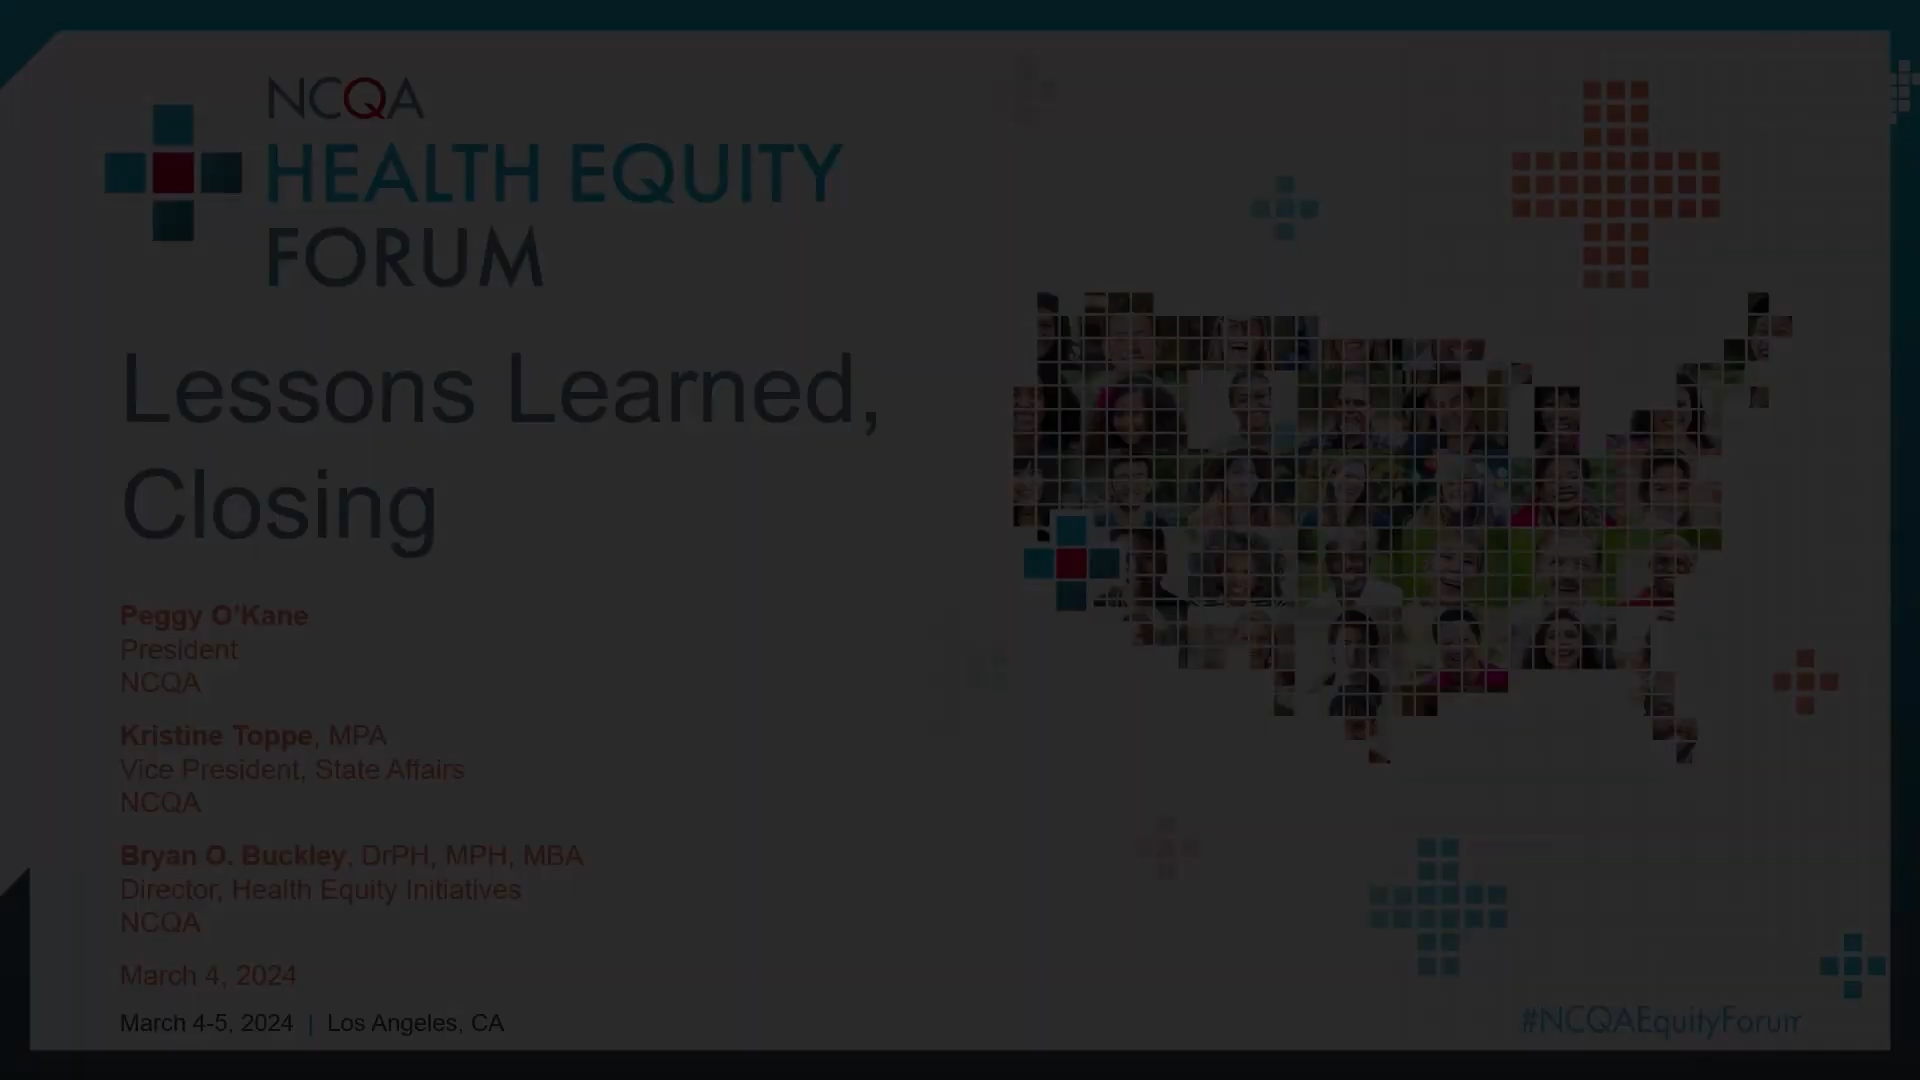 NCQA
HEALTH EQUITY
FORUM
Lessons Learned,
Closing
Peggy O'Kane
President
NCQA
Kristine Toppe, MPA
Vice President, State Affairs
NCQA
Bryan O. Buckley, DrPH, MPH, MBA
Director, Health Equity Initiatives
NCQA
March 4, 2024
March 4-5, 2024 | Los Angeles, CA
#NCQAEquityForum